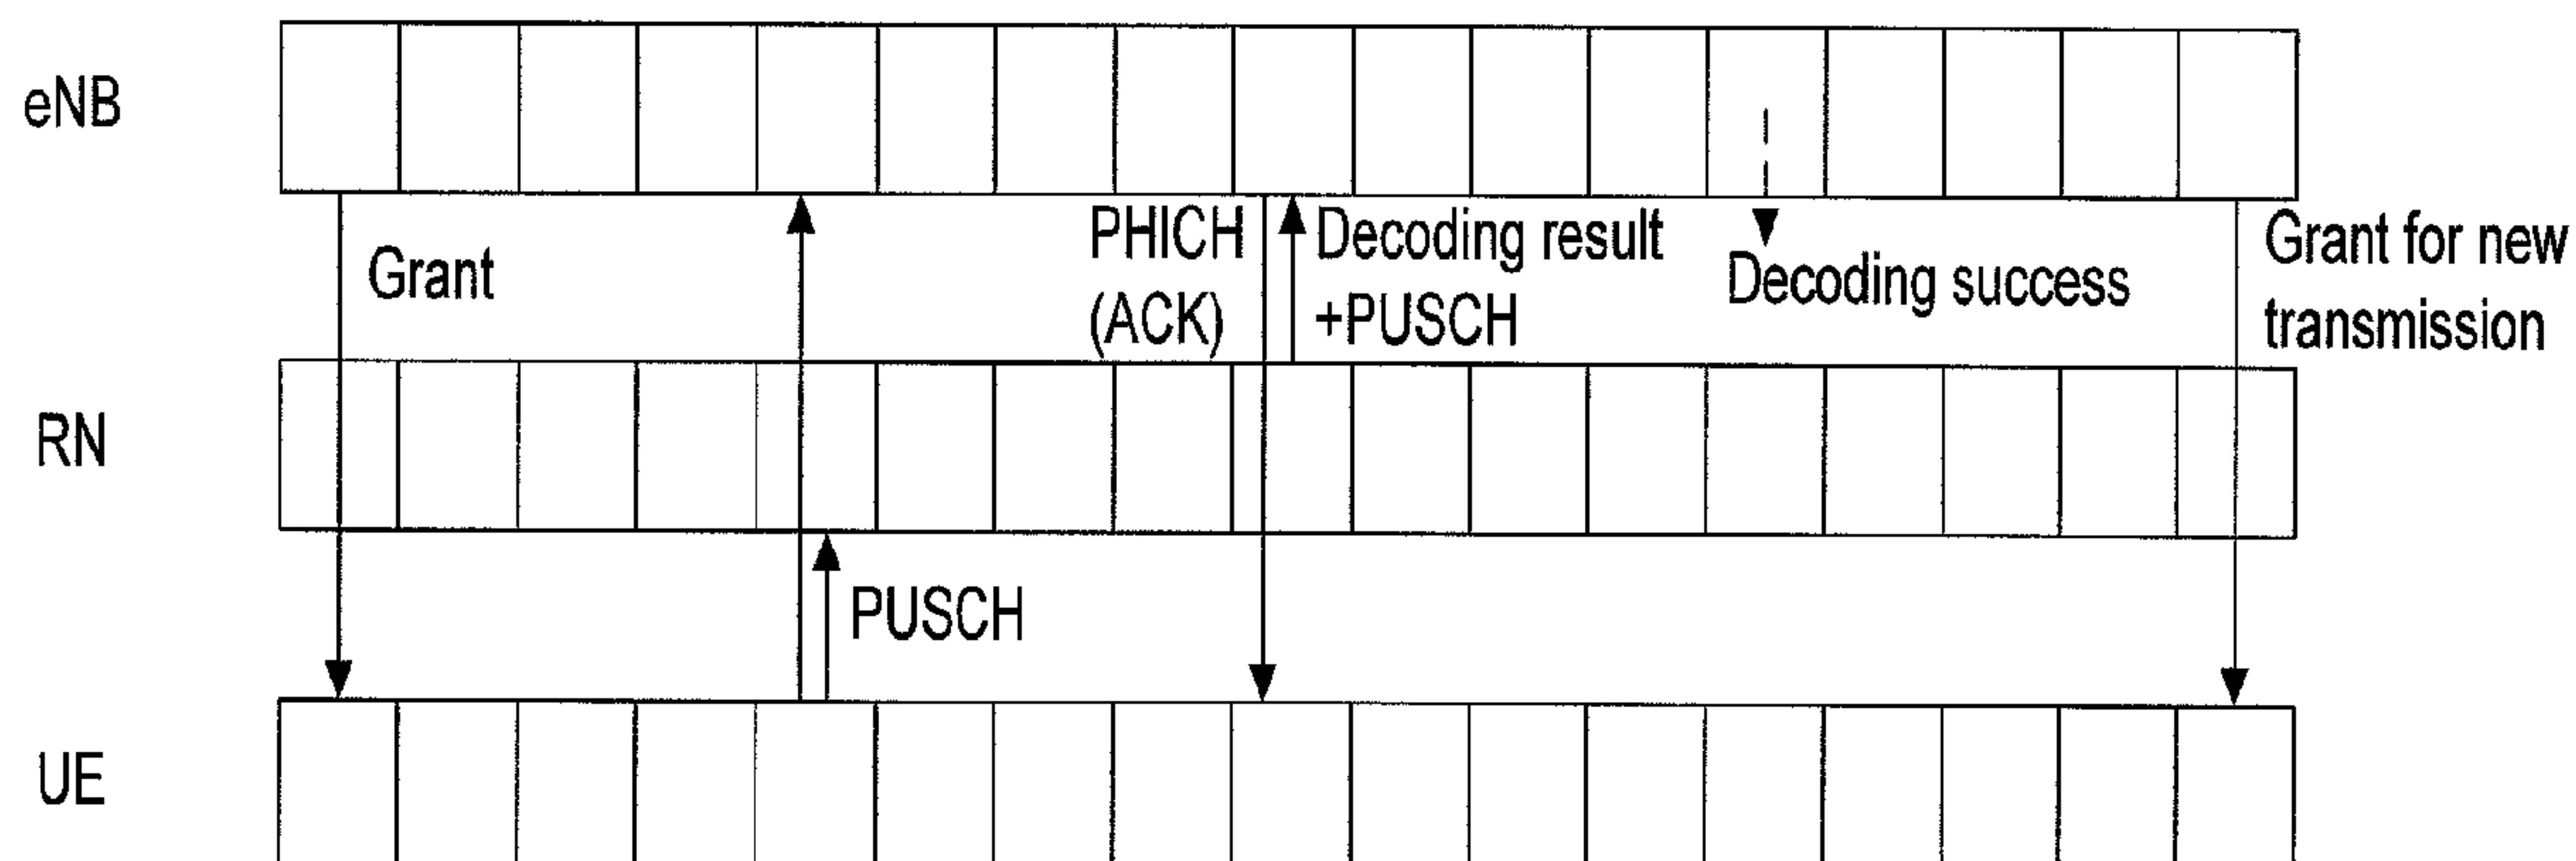 eNB
Grant
PHICH
(ACK)
Decoding result
+PUSCH
Decoding success
Grant for new
transmission
RN
PUSCH
UE